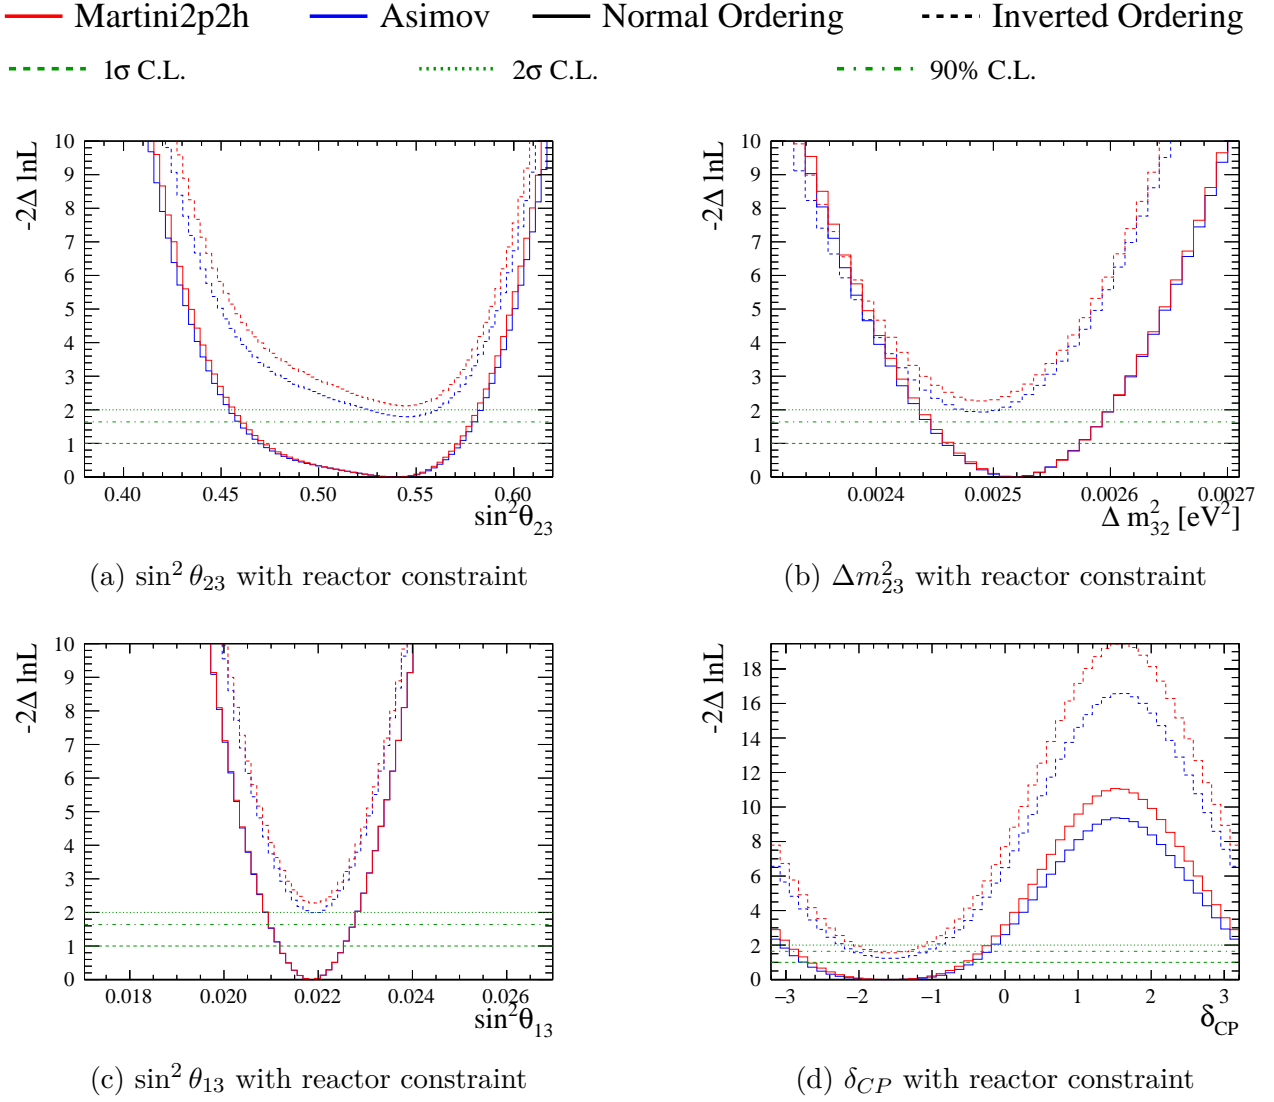 Martini2p2h Asimov Normal Ordering Inverted Ordering
1σ C.L. 2σ C.L. 90% C.L.
-2Δ lnL
10
9
8
7
6
5
4
3
2
1
0
0.40 0.45 0.50 0.55 0.60
sin²θ₂₃
(a) sin² θ₂₃ with reactor constraint
-2Δ lnL
10
9
8
7
6
5
4
3
2
1
0
0.0024 0.0025 0.0026 0.0027
Δ m²₃₂ [eV²]
(b) Δm²₂₃ with reactor constraint
-2Δ lnL
10
9
8
7
6
5
4
3
2
1
0
0.018 0.020 0.022 0.024 0.026
sin²θ₁₃
(c) sin² θ₁₃ with reactor constraint
-2Δ lnL
18
16
14
12
10
8
6
4
2
0
−3 −2 −1 0 1 2 3
δCP
(d) δCP with reactor constraint